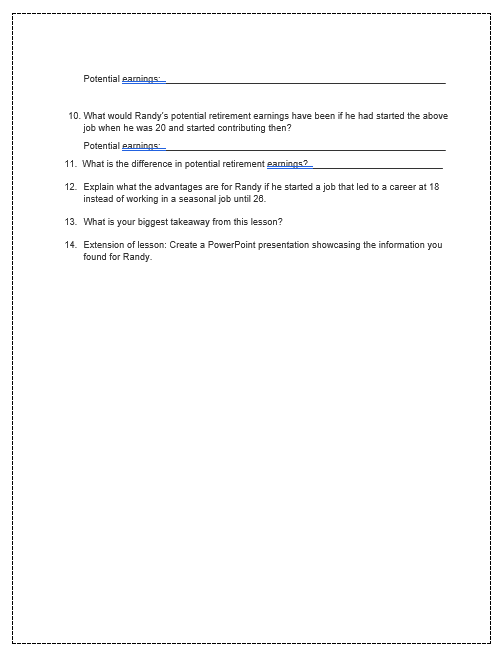 Potential earnings:
10. What would Randy's potential retirement earnings have been if he had started the above
job when he was 20 and started contributing then?
Potential earnings:
11. What is the difference in potential retirement earnings?
12. Explain what the advantages are for Randy if he started a job that led to a career at 18
instead of working in a seasonal job until 26.
13. What is your biggest takeaway from this lesson?
14. Extension of lesson: Create a PowerPoint presentation showcasing the information you
found for Randy.